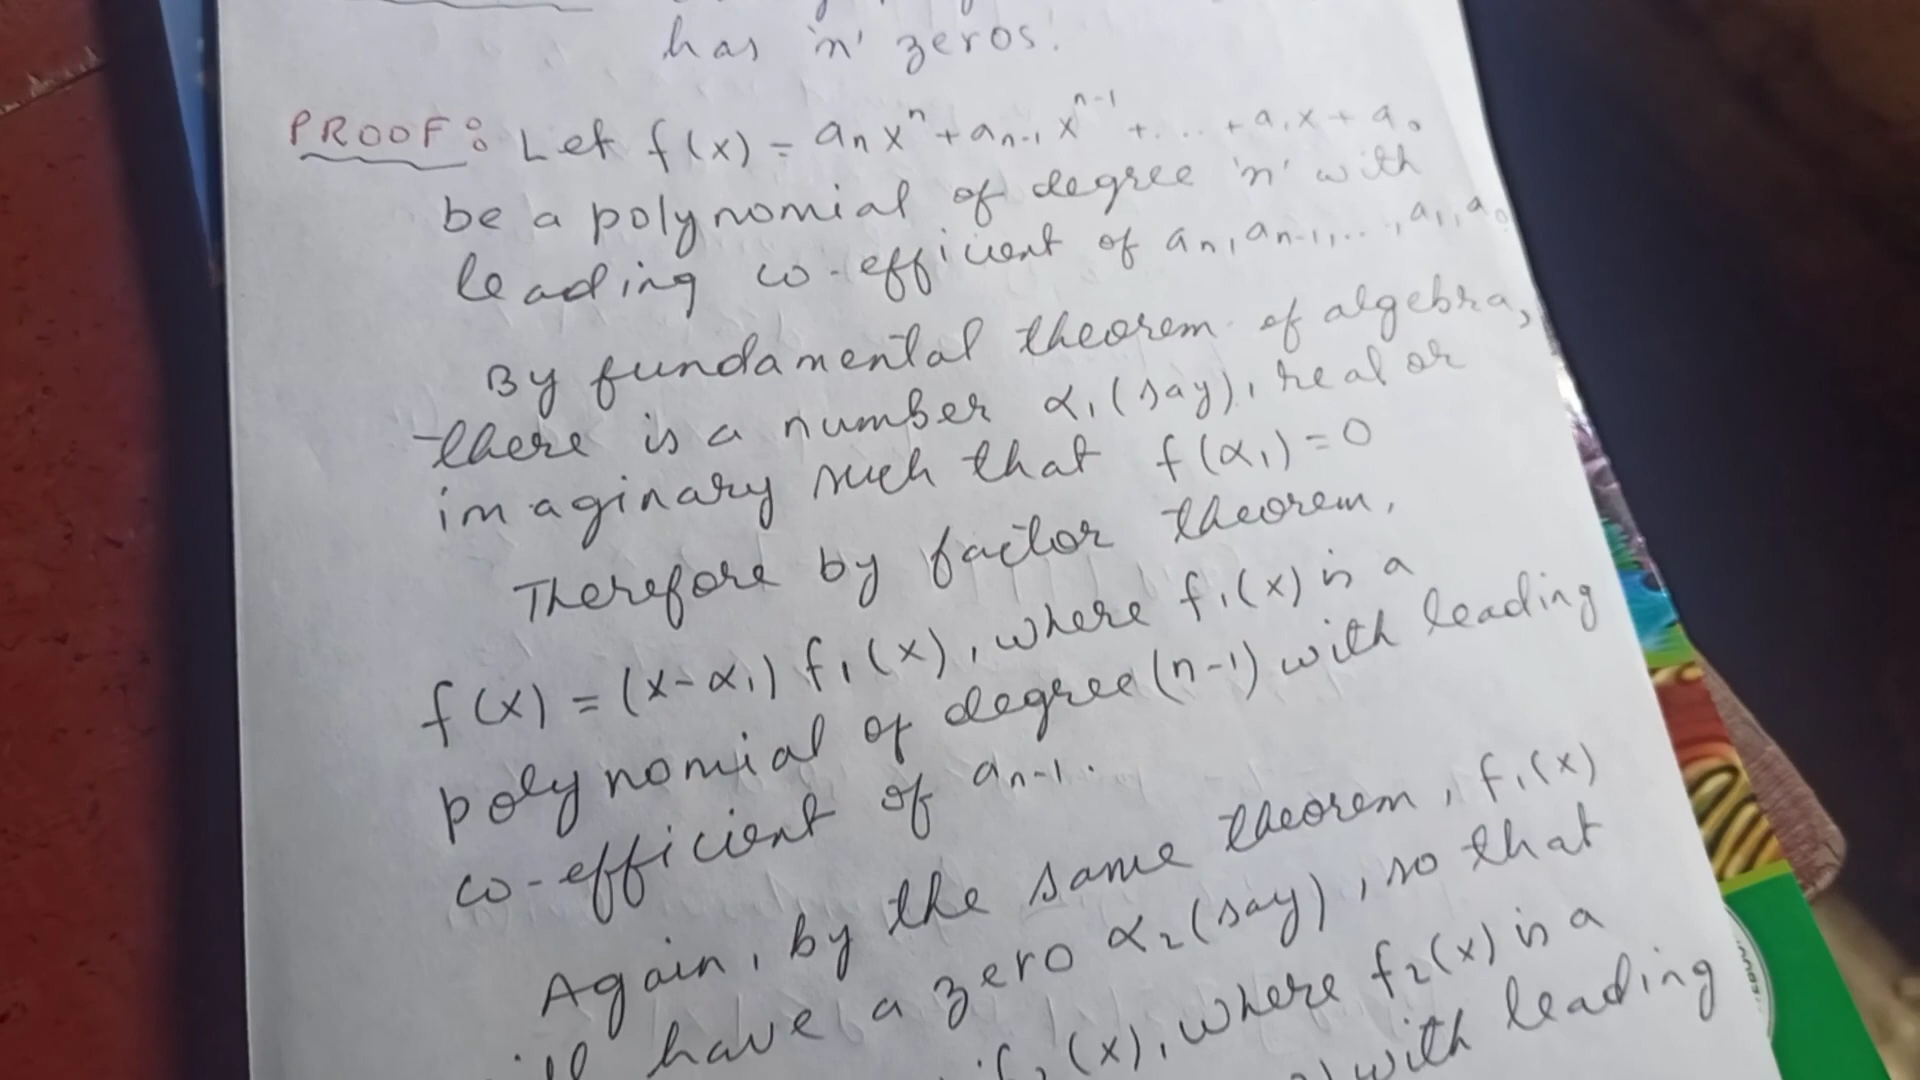 has 'n' zeros.
PROOF: Let f(x) = aₙxⁿ + aₙ₋₁xⁿ⁻¹ + ... + a₁x + a₀
be a polynomial of degree 'n' with
leading co-efficient of aₙ, aₙ₋₁, ..., a₁, a₀
By fundamental theorem of algebra,
there is a number α₁ (say), real or
imaginary such that f(α₁) = 0
Therefore by factor theorem,
f(x) = (x-α₁) f₁(x), where f₁(x) is a
polynomial of degree (n-1) with leading
co-efficient of aₙ₋₁.
Again, by the same theorem, f₁(x)
have a zero α₂ (say), so that
(x), where f₂(x) is a
with leading